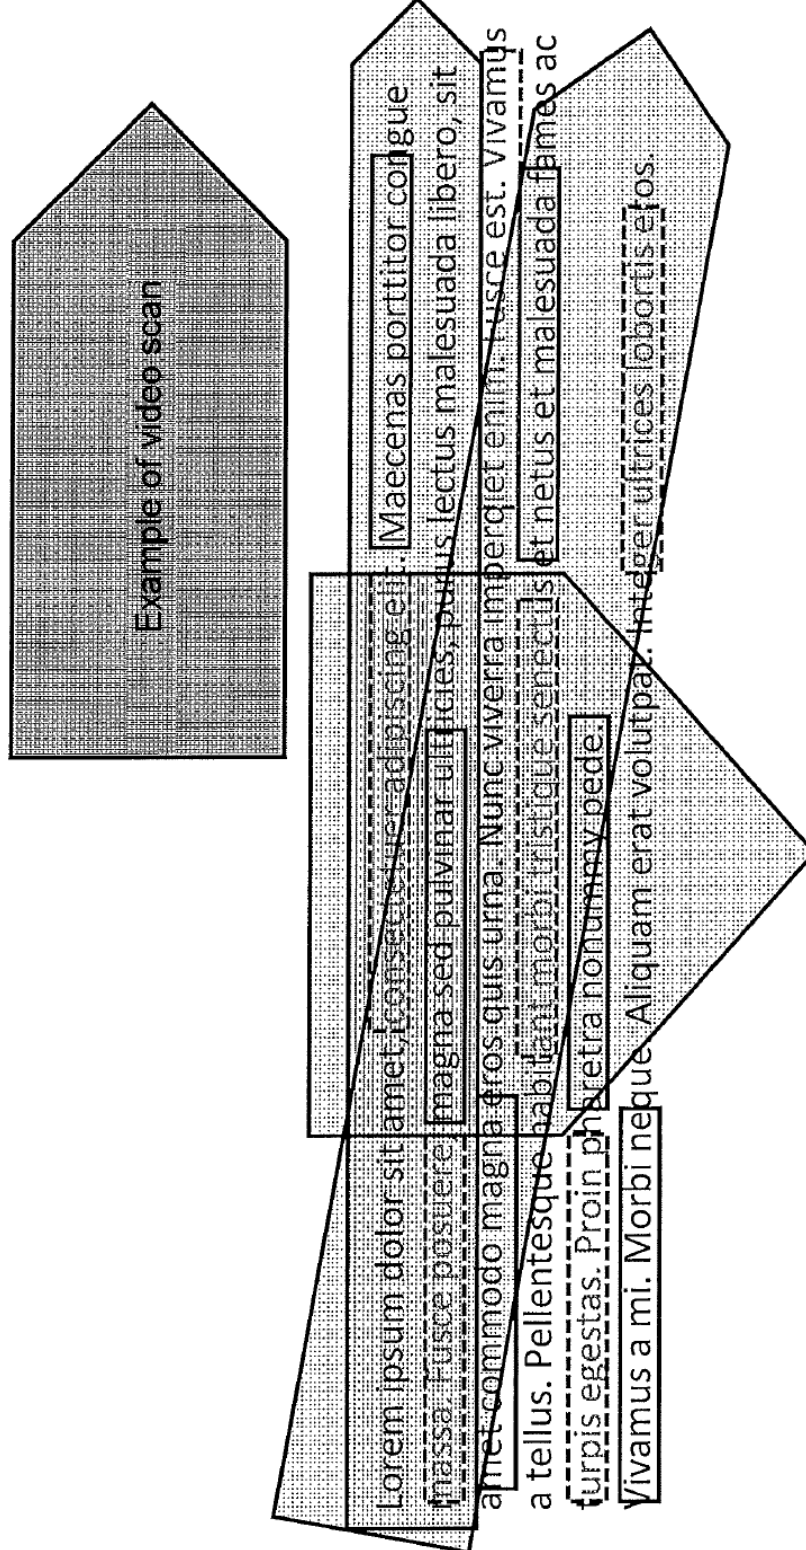 Example of video scan
Lorem ipsum dolor sit amet, consectetuer adipiscing elit. Maecenas porttitor congue
massa. Fusce posuere, magna sed pulvinar ultricies, purus lectus malesuada libero, sit
amet commodo magna eros quis urna. Nunc viverra imperdiet enim. Fusce est. Vivamus
a tellus. Pellentesque habitant morbi tristique senectus et netus et malesuada fames ac
turpis egestas. Proin pharetra nonummy pede.
Vivamus a mi. Morbi neque. Aliquam erat volutpat. Integer ultrices lobortis eros.